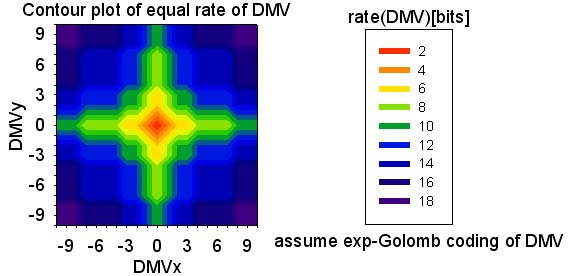 Contour plot of equal rate of DMV
rate(DMV)[bits]
DMVy
9
6
3
0
-3
-6
-9
-9 -6 -3 0 3 6 9
DMVx
2
4
6
8
10
12
14
16
18
assume exp-Golomb coding of DMV